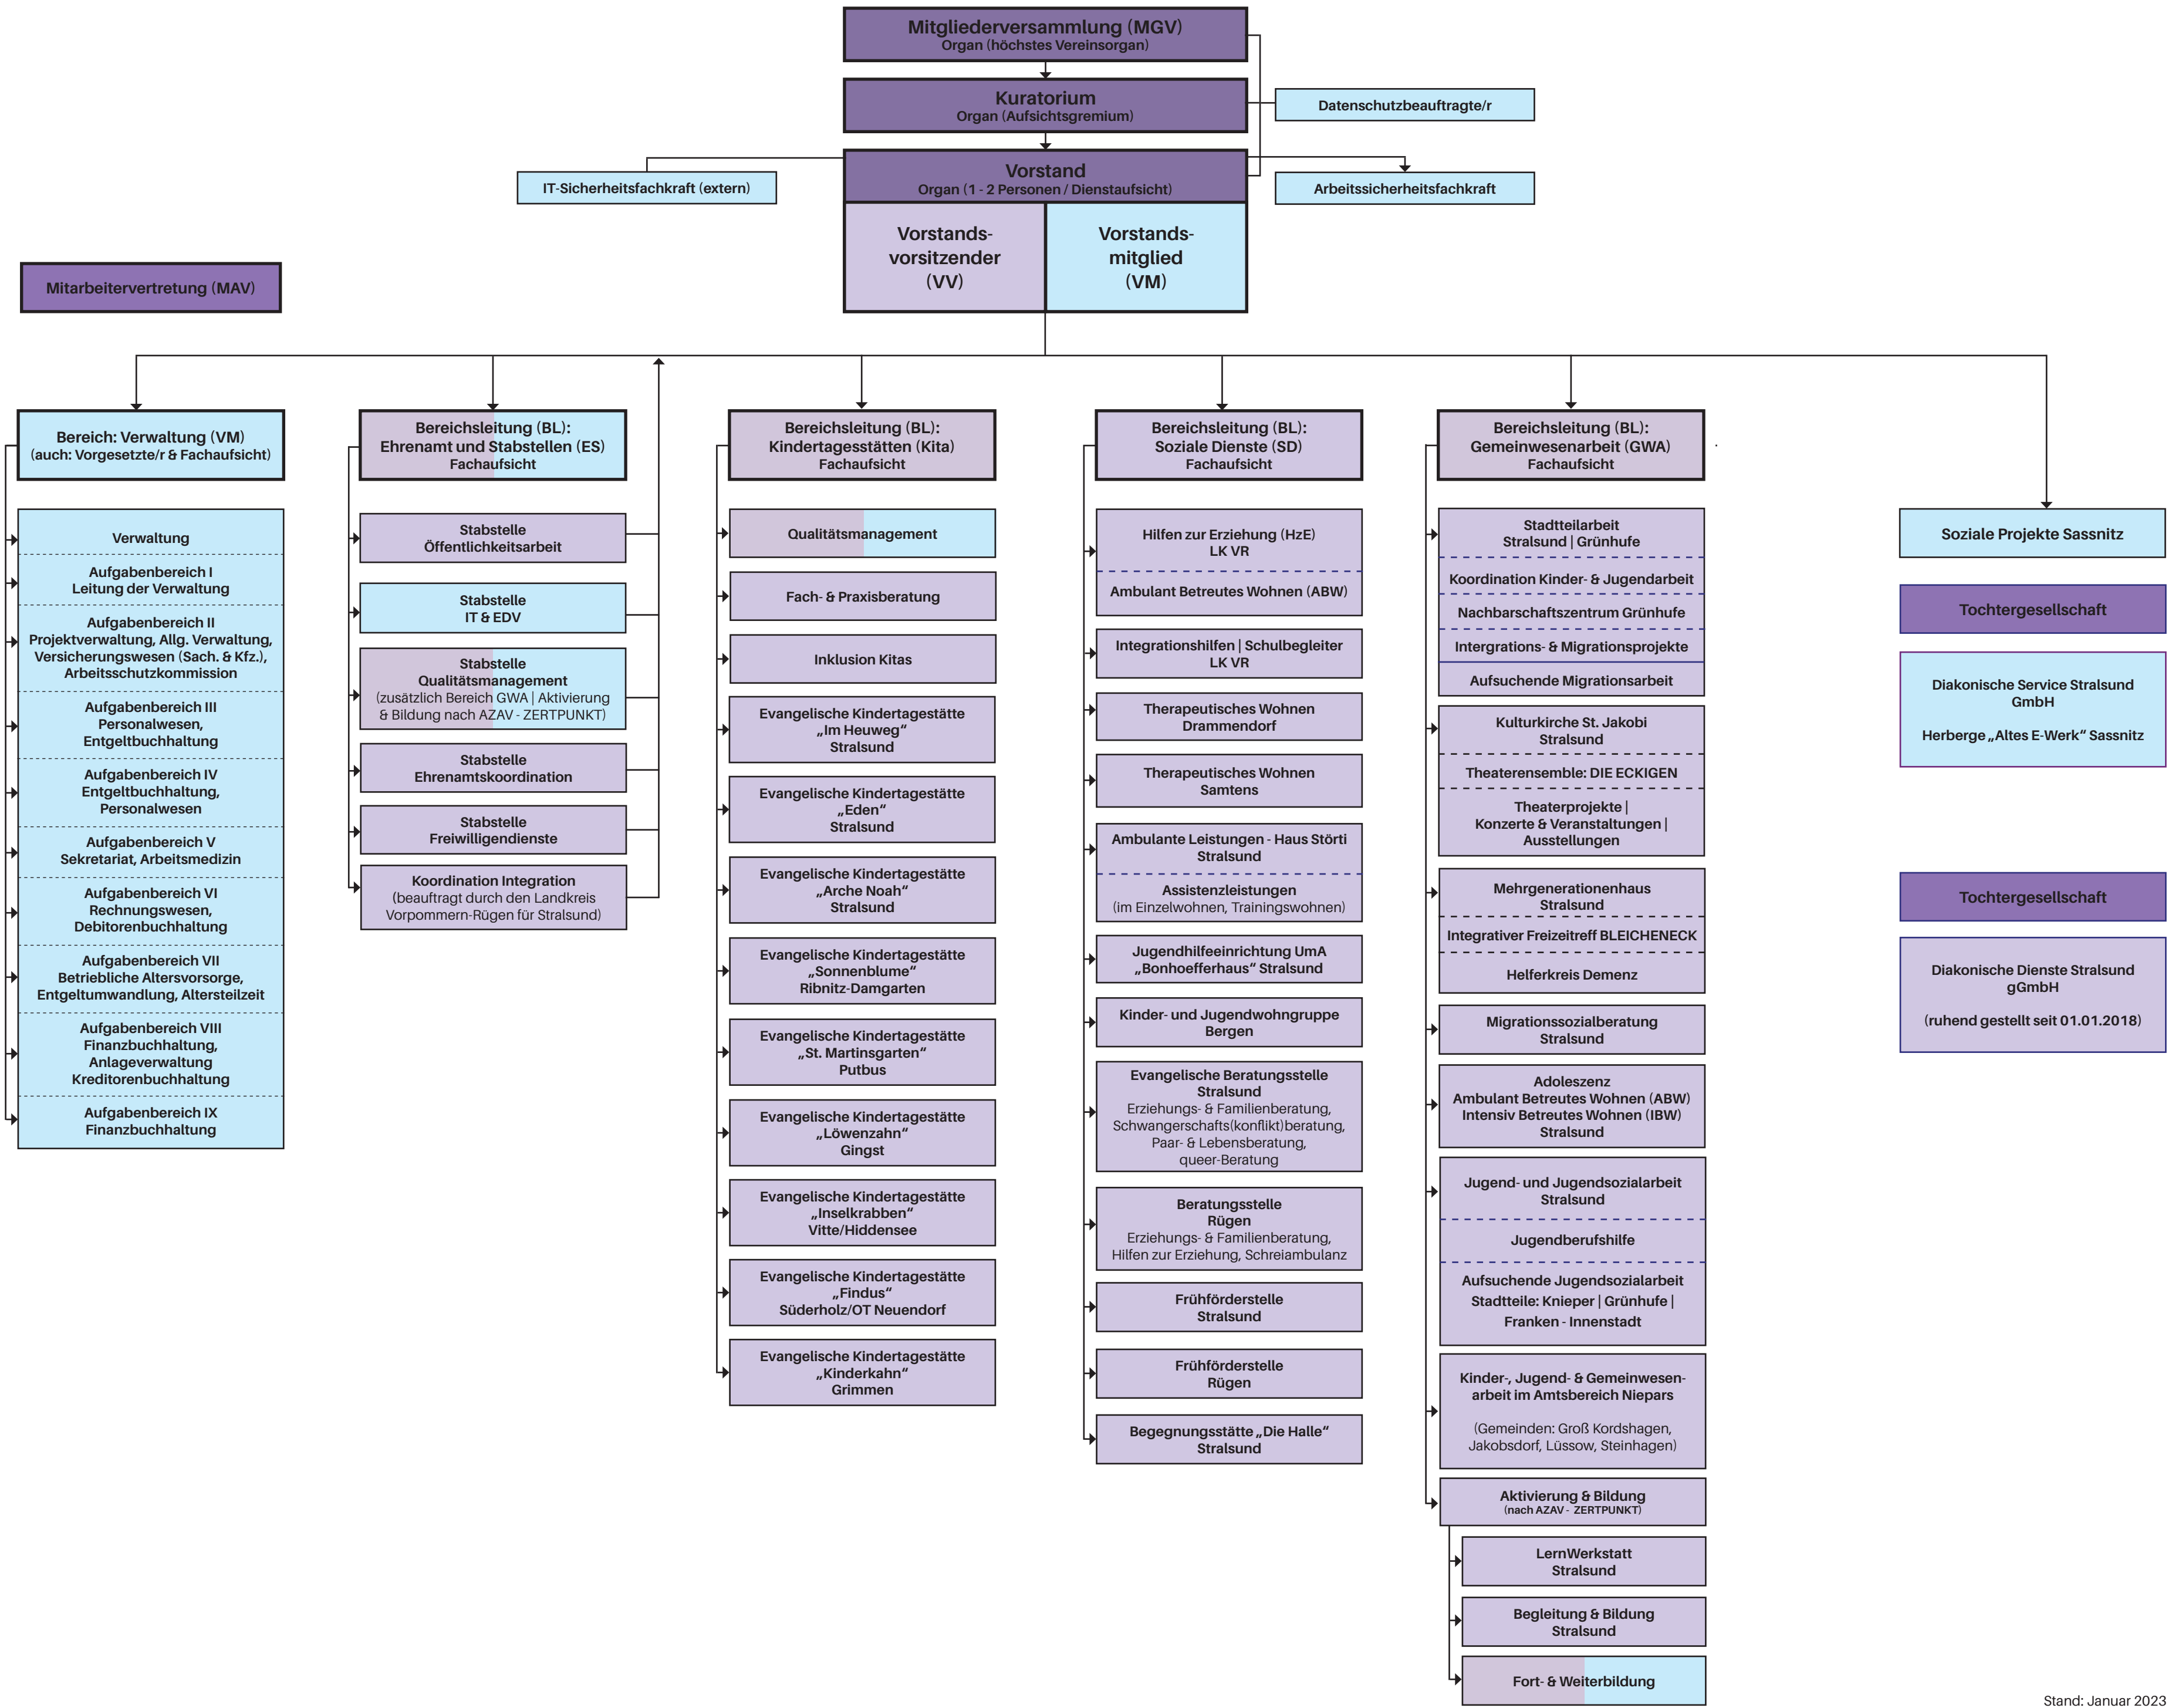 Mitgliederversammlung (MGV)
Organ (höchstes Vereinsorgan)
Kuratorium
Organ (Aufsichtsgremium)
Datenschutzbeauftragte/r
Vorstand
Organ (1 - 2 Personen / Dienstaufsicht)
IT-Sicherheitsfachkraft (extern)
Arbeitssicherheitsfachkraft
Vorstands-
vorsitzender
(VV)
Vorstands-
mitglied
(VM)
Mitarbeitervertretung (MAV)
Bereich: Verwaltung (VM)
(auch: Vorgesetzte/r & Fachaufsicht)
Verwaltung
Aufgabenbereich I
Leitung der Verwaltung
Aufgabenbereich II
Projektverwaltung, Allg. Verwaltung,
Versicherungswesen (Sach. & Kfz.),
Arbeitsschutzkommission
Aufgabenbereich III
Personalwesen,
Entgeltbuchhaltung
Aufgabenbereich IV
Entgeltbuchhaltung,
Personalwesen
Aufgabenbereich V
Sekretariat, Arbeitsmedizin
Aufgabenbereich VI
Rechnungswesen,
Debitorenbuchhaltung
Aufgabenbereich VII
Betriebliche Altersvorsorge,
Entgeltumwandlung, Altersteilzeit
Aufgabenbereich VIII
Finanzbuchhaltung,
Anlageverwaltung
Kreditorenbuchhaltung
Aufgabenbereich IX
Finanzbuchhaltung
Bereichsleitung (BL):
Ehrenamt und Stabstellen (ES)
Fachaufsicht
Stabstelle
Öffentlichkeitsarbeit
Stabstelle
IT & EDV
Stabstelle
Qualitätsmanagement
(zusätzlich Bereich GWA | Aktivierung
& Bildung nach AZAV - ZERTPUNKT)
Stabstelle
Ehrenamtskoordination
Stabstelle
Freiwilligendienste
Koordination Integration
(beauftragt durch den Landkreis
Vorpommern-Rügen für Stralsund)
Bereichsleitung (BL):
Kindertagesstätten (Kita)
Fachaufsicht
Qualitätsmanagement
Fach- & Praxisberatung
Inklusion Kitas
Evangelische Kindertagestätte
„Im Heuweg“
Stralsund
Evangelische Kindertagestätte
„Eden“
Stralsund
Evangelische Kindertagestätte
„Arche Noah“
Stralsund
Evangelische Kindertagestätte
„Sonnenblume“
Ribnitz-Damgarten
Evangelische Kindertagestätte
„St. Martinsgarten“
Putbus
Evangelische Kindertagestätte
„Löwenzahn“
Gingst
Evangelische Kindertagestätte
„Inselkrabben“
Vitte/Hiddensee
Evangelische Kindertagestätte
„Findus“
Süderholz/OT Neuendorf
Evangelische Kindertagestätte
„Kinderkahn“
Grimmen
Bereichsleitung (BL):
Soziale Dienste (SD)
Fachaufsicht
Hilfen zur Erziehung (HzE)
LK VR
Ambulant Betreutes Wohnen (ABW)
Integrationshilfen | Schulbegleiter
LK VR
Therapeutisches Wohnen
Drammendorf
Therapeutisches Wohnen
Samtens
Ambulante Leistungen - Haus Störti
Stralsund
Assistenzleistungen
(im Einzelwohnen, Trainingswohnen)
Jugendhilfeeinrichtung UmA
„Bonhoefferhaus“ Stralsund
Kinder- und Jugendwohngruppe
Bergen
Evangelische Beratungsstelle
Stralsund
Erziehungs- & Familienberatung,
Schwangerschafts(konflikt)beratung,
Paar- & Lebensberatung,
queer-Beratung
Beratungsstelle
Rügen
Erziehungs- & Familienberatung,
Hilfen zur Erziehung, Schreiambulanz
Frühförderstelle
Stralsund
Frühförderstelle
Rügen
Begegnungsstätte „Die Halle“
Stralsund
Bereichsleitung (BL):
Gemeinwesenarbeit (GWA)
Fachaufsicht
Stadtteilarbeit
Stralsund | Grünhufe
Koordination Kinder- & Jugendarbeit
Nachbarschaftszentrum Grünhufe
Intergrations- & Migrationsprojekte
Aufsuchende Migrationsarbeit
Kulturkirche St. Jakobi
Stralsund
Theaterensemble: DIE ECKIGEN
Theaterprojekte |
Konzerte & Veranstaltungen |
Ausstellungen
Mehrgenerationenhaus
Stralsund
Integrativer Freizeitreff BLEICHENECK
Helferkreis Demenz
Migrationssozialberatung
Stralsund
Adoleszenz
Ambulant Betreutes Wohnen (ABW)
Intensiv Betreutes Wohnen (IBW)
Stralsund
Jugend- und Jugendsozialarbeit
Stralsund
Jugendberufshilfe
Aufsuchende Jugendsozialarbeit
Stadtteile: Knieper | Grünhufe |
Franken - Innenstadt
Kinder-, Jugend- & Gemeinwesen-
arbeit im Amtsbereich Niepars
(Gemeinden: Groß Kordshagen,
Jakobsdorf, Lüssow, Steinhagen)
Aktivierung & Bildung
(nach AZAV - ZERTPUNKT)
LernWerkstatt
Stralsund
Begleitung & Bildung
Stralsund
Fort- & Weiterbildung
Soziale Projekte Sassnitz
Tochtergesellschaft
Diakonische Service Stralsund
GmbH
Herberge „Altes E-Werk“ Sassnitz
Tochtergesellschaft
Diakonische Dienste Stralsund
gGmbH
(ruhend gestellt seit 01.01.2018)
Stand: Januar 2023